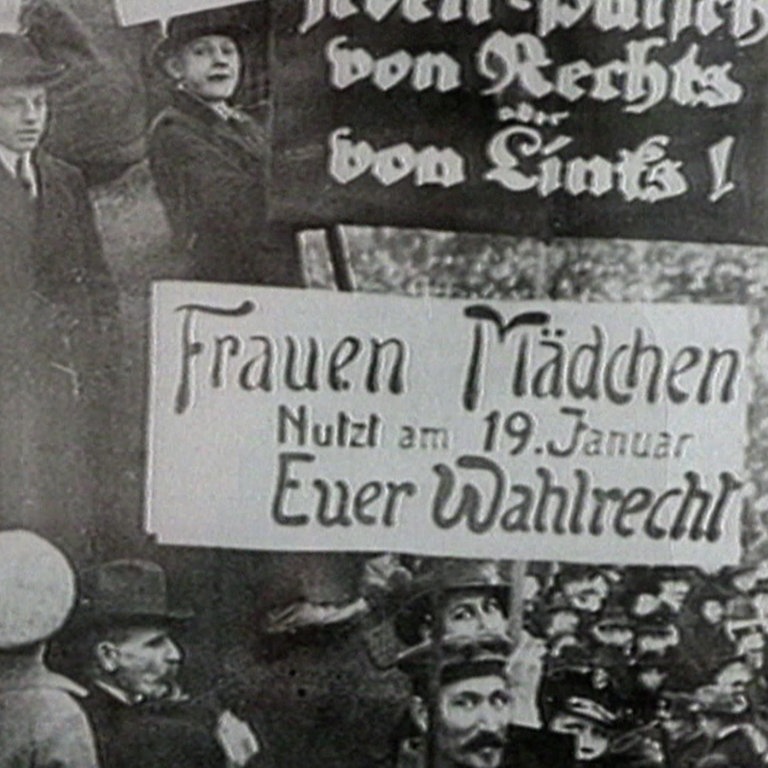 von Rechts
oder
von Links!
Frauen Mädchen
Nutzt am 19. Januar
Euer Wahlrecht